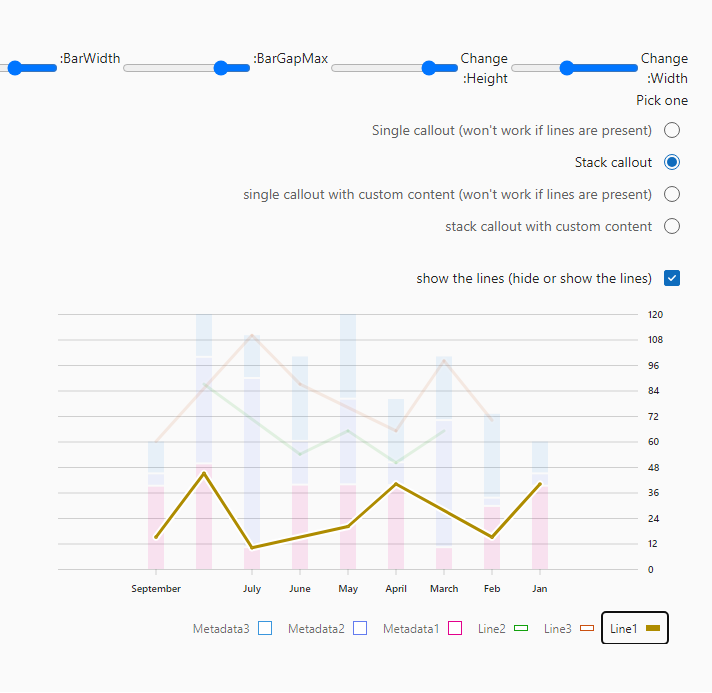 :BarWidth
:BarGapMax
Change
:Height
Change
:Width
Pick one
Single callout (won't work if lines are present)
Stack callout
single callout with custom content (won't work if lines are present)
stack callout with custom content
show the lines (hide or show the lines)
120
108
96
84
72
60
48
36
24
12
0
September
July
June
May
April
March
Feb
Jan
Metadata3
Metadata2
Metadata1
Line2
Line3
Line1